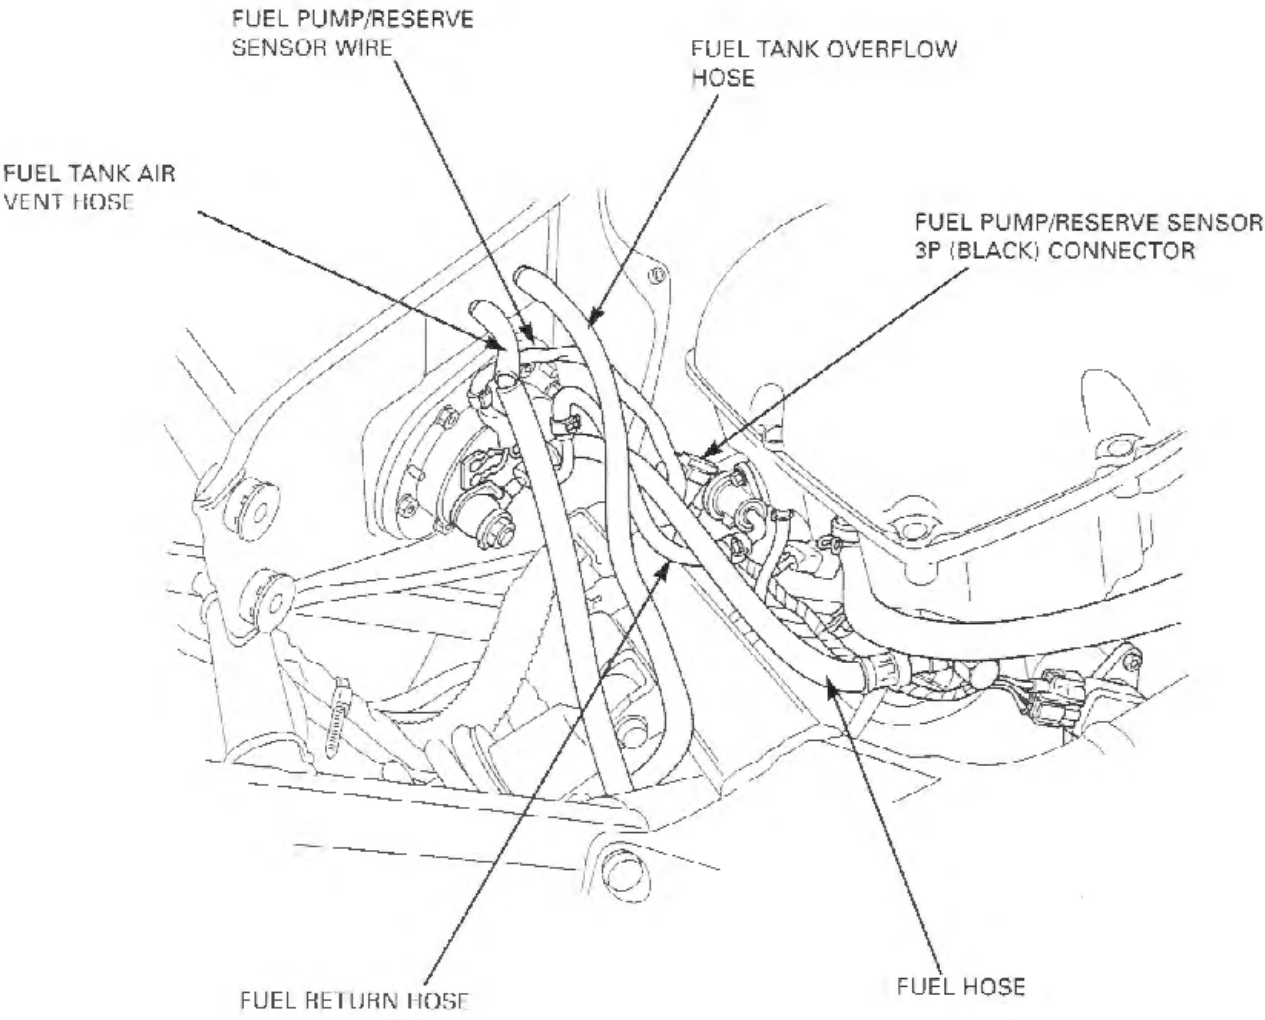 FUEL PUMP/RESERVE
SENSOR WIRE
FUEL TANK OVERFLOW
HOSE
FUEL TANK AIR
VENT HOSE
FUEL PUMP/RESERVE SENSOR
3P (BLACK) CONNECTOR
FUEL RETURN HOSE
FUEL HOSE